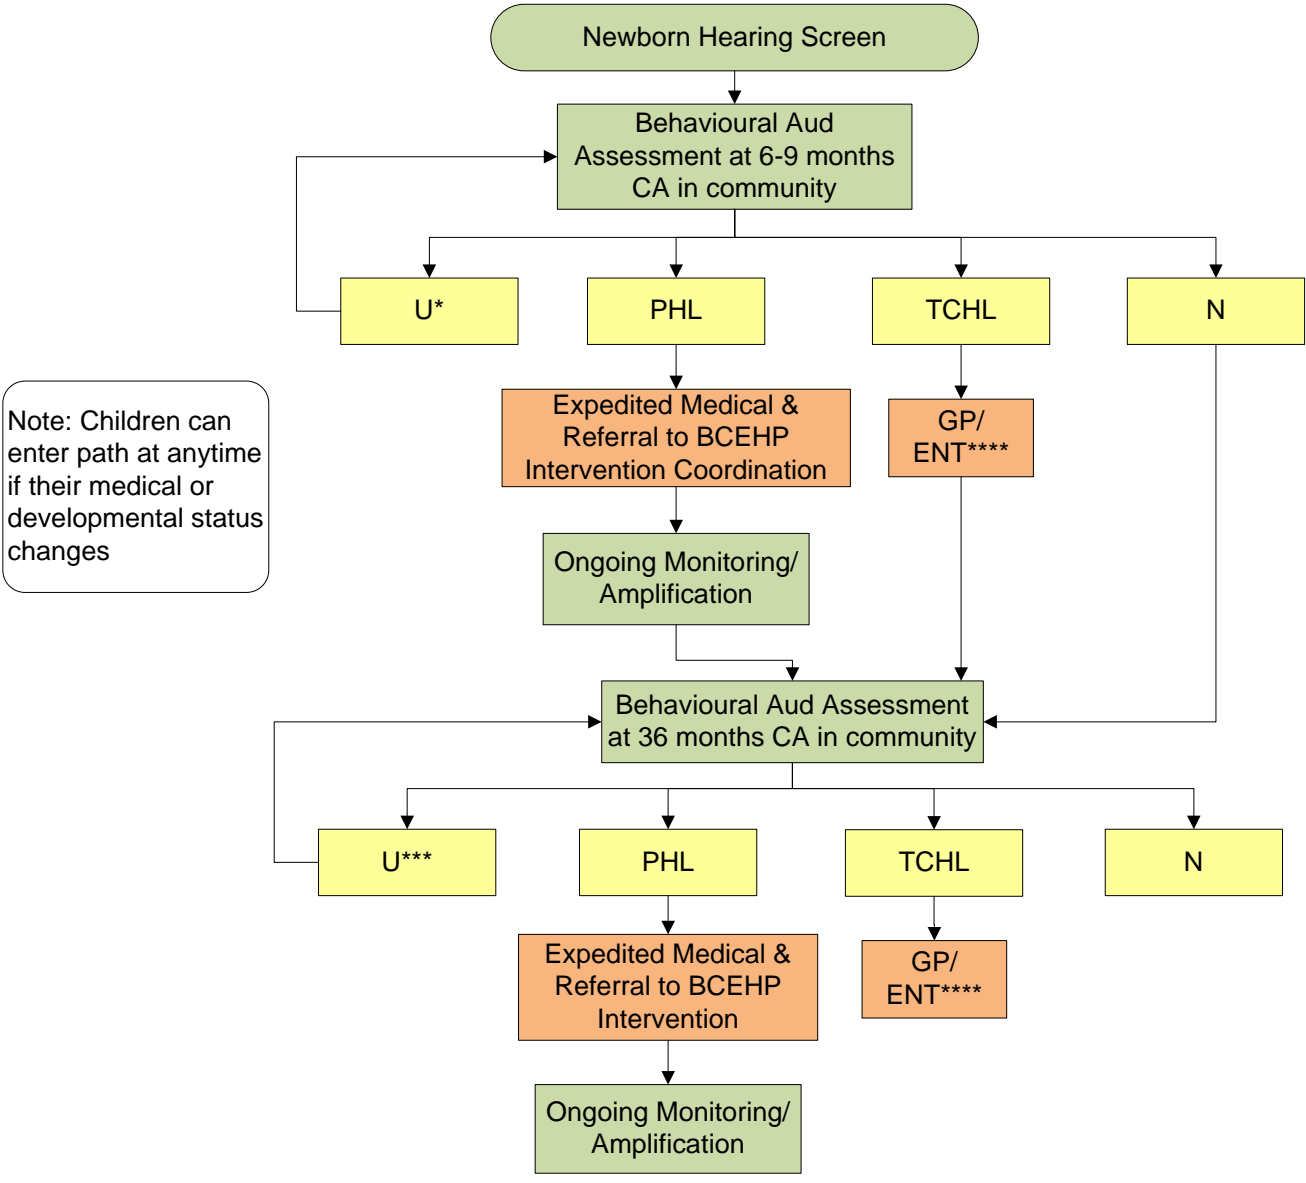 Newborn Hearing Screen
Behavioural Aud
Assessment at 6-9 months
CA in community
U*
PHL
TCHL
N
Note: Children can
enter path at anytime
if their medical or
developmental status
changes
Expedited Medical &
Referral to BCEHP
Intervention Coordination
GP/
ENT****
Ongoing Monitoring/
Amplification
Behavioural Aud Assessment
at 36 months CA in community
U***
PHL
TCHL
N
Expedited Medical &
Referral to BCEHP
Intervention
GP/
ENT****
Ongoing Monitoring/
Amplification